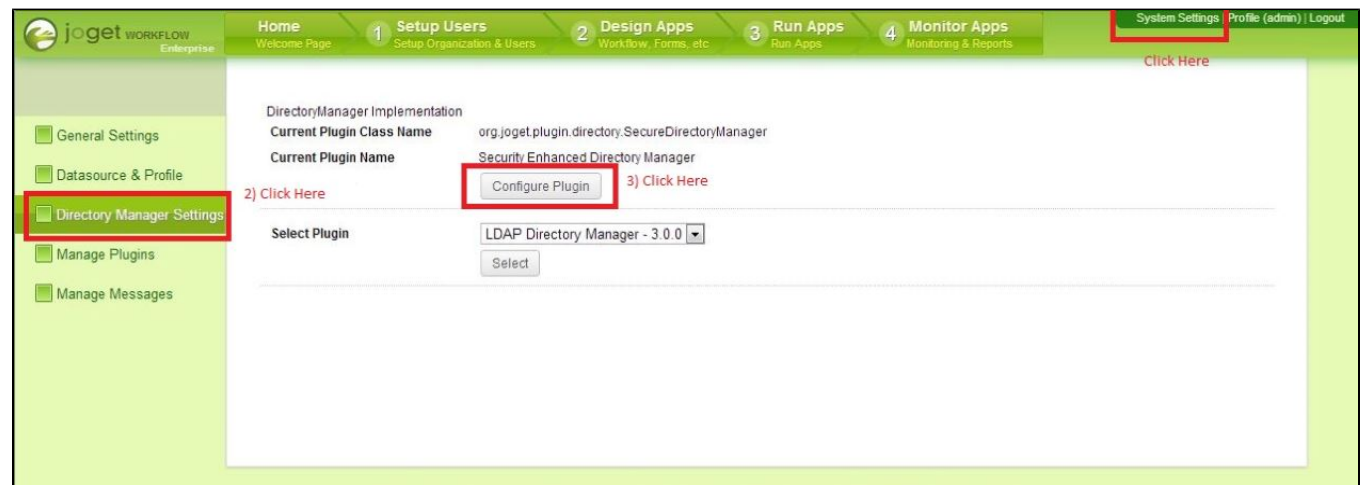 joget WORKFLOW
Enterprise
Home
Welcome Page
1 Setup Users
Setup Organization & Users
2 Design Apps
Workflow, Forms, etc
3 Run Apps
Run Apps
4 Monitor Apps
Monitoring & Reports
System Settings | Profile (admin) | Logout
Click Here
General Settings
Datasource & Profile
Directory Manager Settings
Manage Plugins
Manage Messages
DirectoryManager Implementation
Current Plugin Class Name org.joget.plugin.directory.SecureDirectoryManager
Current Plugin Name Security Enhanced Directory Manager
2) Click Here
Configure Plugin 3) Click Here
Select Plugin LDAP Directory Manager - 3.0.0
Select